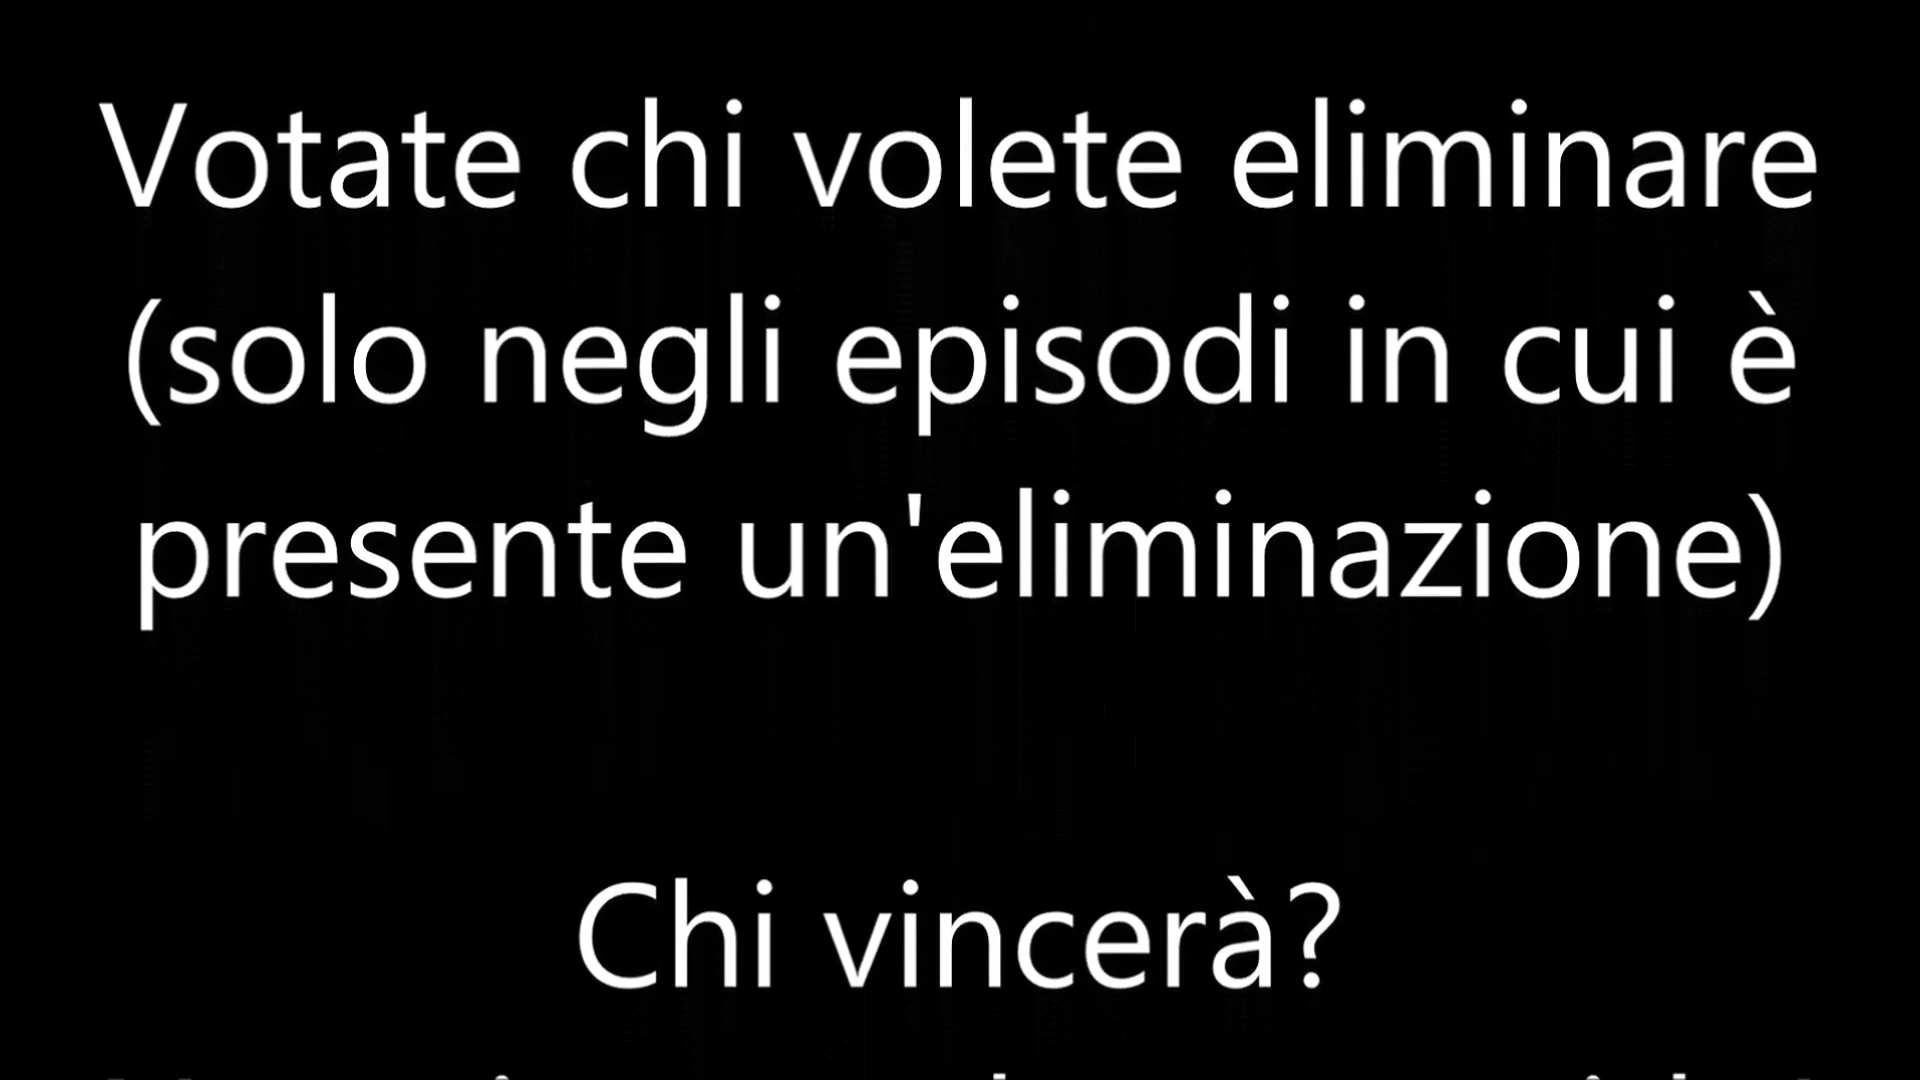 Votate chi volete eliminare
(solo negli episodi in cui è
presente un'eliminazione)
Chi vincerà?